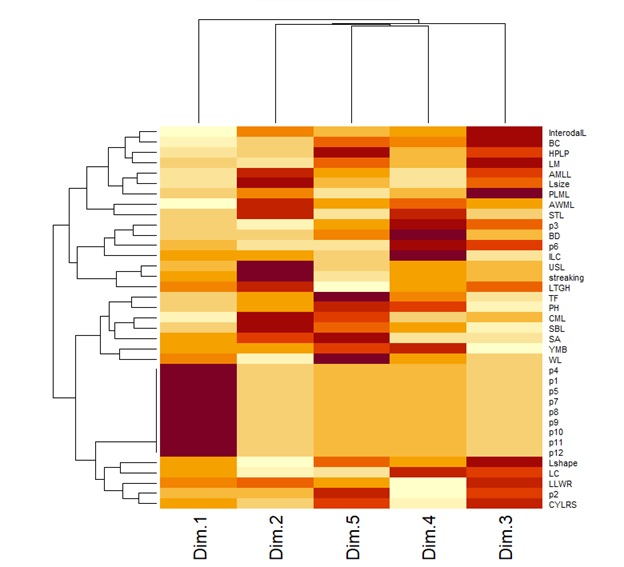 InterodalL
BC
HPLP
LM
AMLL
Lsize
PLML
AWML
STL
p3
BD
p6
ILC
USL
streaking
LTGH
TF
PH
CML
SBL
SA
YMB
WL
p4
p1
p5
p7
p8
p9
p10
p11
p12
Lshape
LC
LLWR
p2
CYLRS
Dim.1 Dim.2 Dim.5 Dim.4 Dim.3